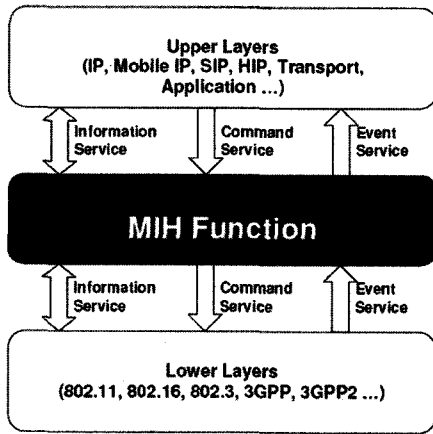 Upper Layers
(IP, Mobile IP, SIP, HIP, Transport,
Application ...)
Information
Service
Command
Service
Event
Service
MIH Function
Information
Service
Command
Service
Event
Service
Lower Layers
(802.11, 802.16, 802.3, 3GPP, 3GPP2 ...)